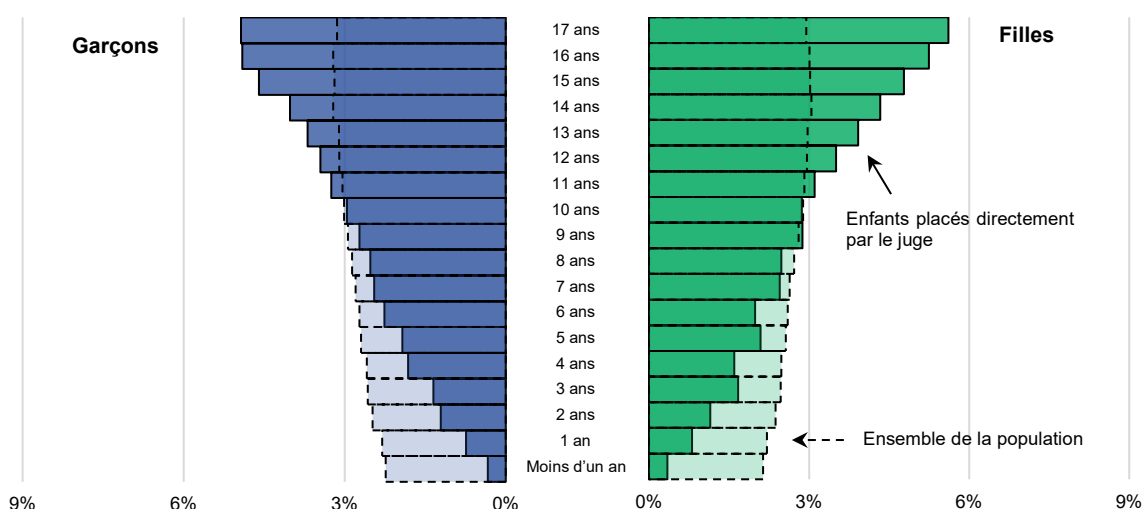 Garçons
Filles
17 ans
16 ans
15 ans
14 ans
13 ans
12 ans
11 ans
10 ans
9 ans
8 ans
7 ans
6 ans
5 ans
4 ans
3 ans
2 ans
1 an
Moins d'un an
Enfants placés directement
par le juge
Ensemble de la population
9%
6%
3%
0%
0%
3%
6%
9%